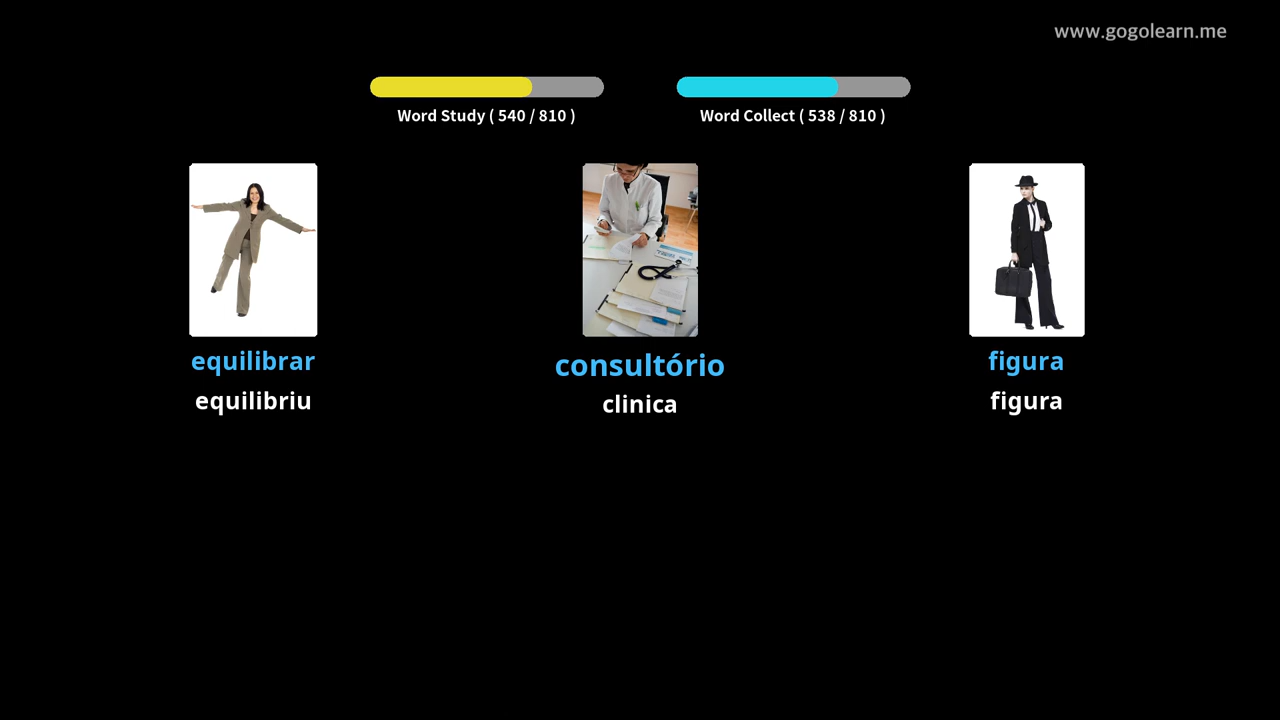 www.gogolearn.me
Word Study ( 540 / 810 )
Word Collect ( 538 / 810 )
equilibrar
equilibriu
consultório
clinica
figura
figura